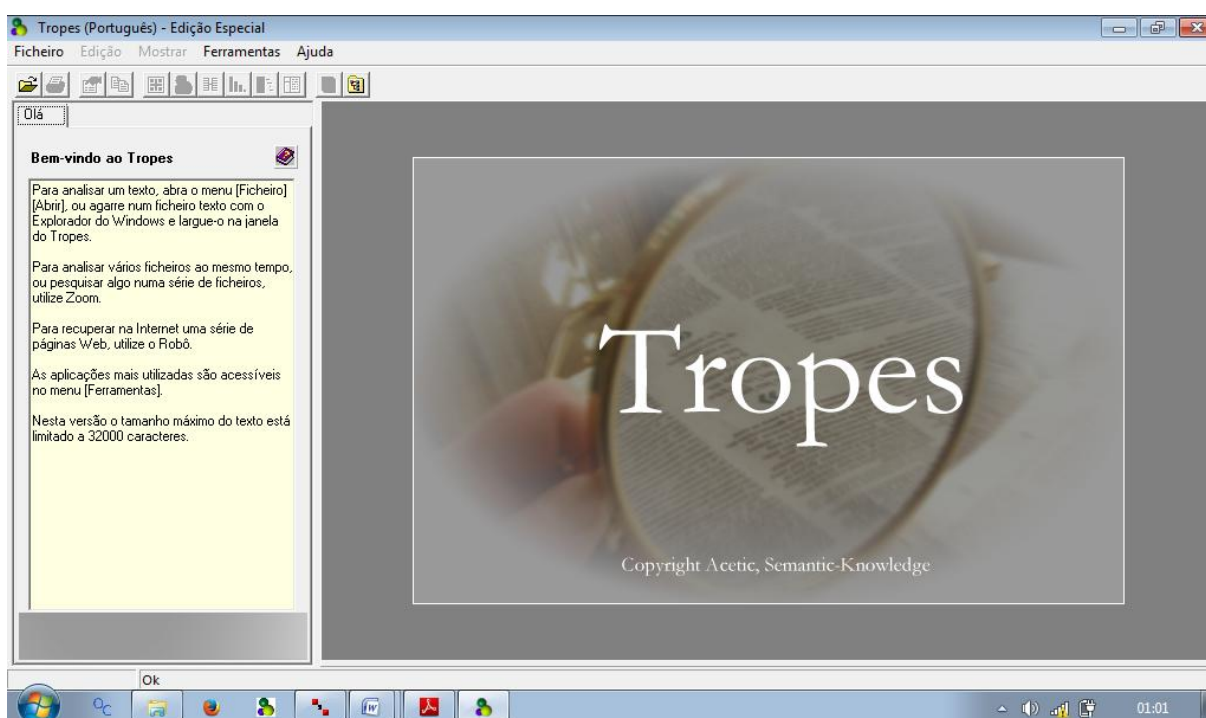 Tropes (Português) - Edição Especial
Ficheiro Edição Mostrar Ferramentas Ajuda
Olá
Bem-vindo ao Tropes
Para analisar um texto, abra o menu [Ficheiro]
[Abrir], ou agarre num ficheiro texto com o
Explorador do Windows e largue-o na janela
do Tropes.
Para analisar vários ficheiros ao mesmo tempo,
ou pesquisar algo numa série de ficheiros,
utilize Zoom.
Para recuperar na Internet uma série de
páginas Web, utilize o Robô.
As aplicações mais utilizadas são acessíveis
no menu [Ferramentas].
Nesta versão o tamanho máximo do texto está
limitado a 32000 caracteres.
Tropes
Copyright Acetic, Semantic-Knowledge
Ok
01:01